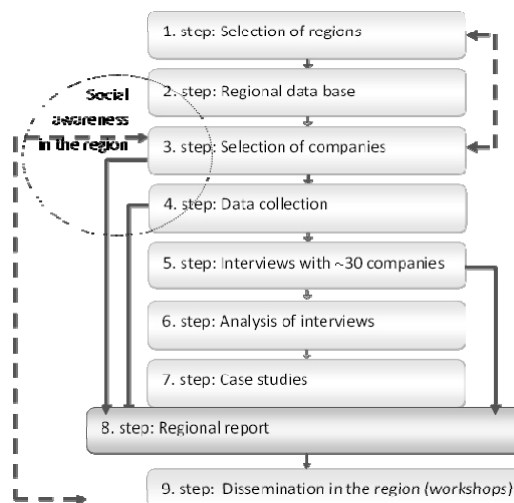 1. step: Selection of regions
2. step: Regional data base
Social
awareness
in the region
3. step: Selection of companies
4. step: Data collection
5. step: Interviews with ~30 companies
6. step: Analysis of interviews
7. step: Case studies
8. step: Regional report
9. step: Dissemination in the region (workshops)